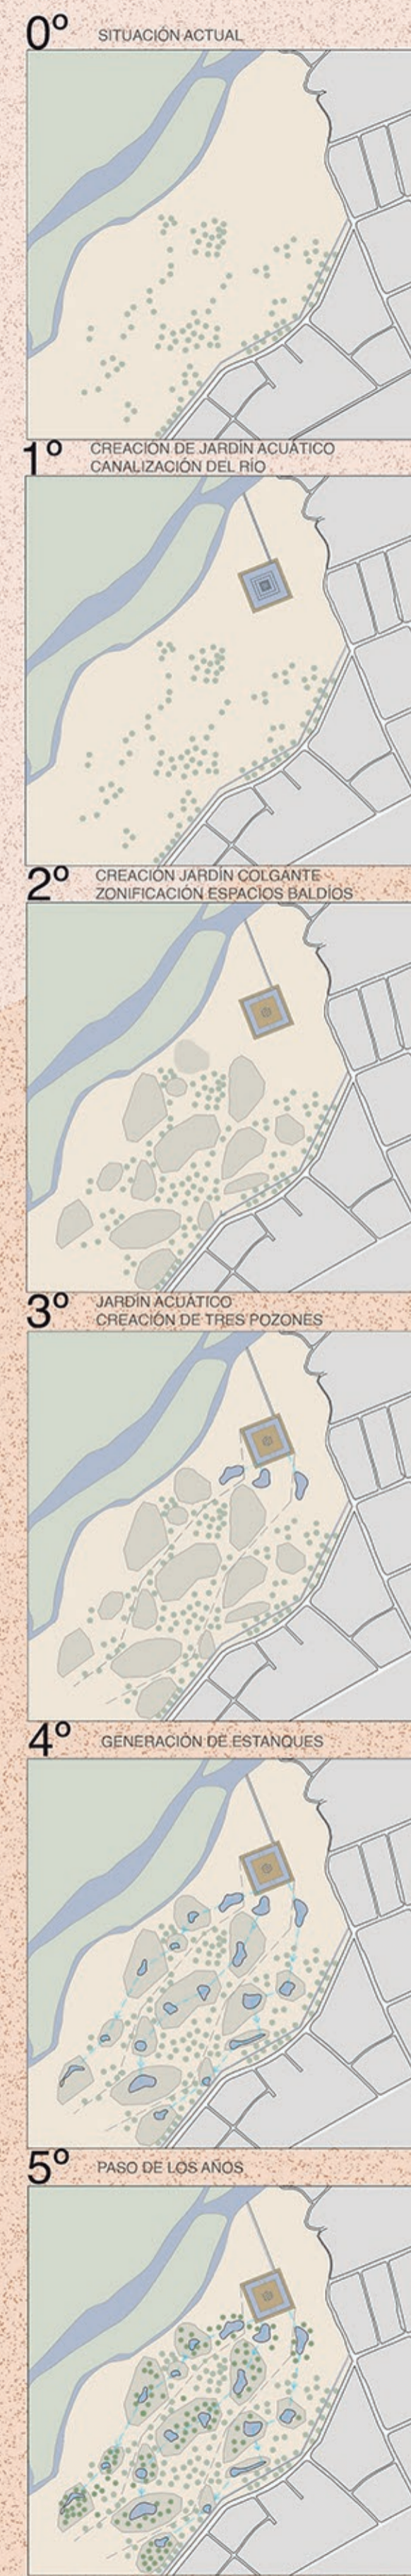 0º
SITUACIÓN ACTUAL
1º
CREACIÓN DE JARDÍN ACUÁTICO
CANALIZACIÓN DEL RÍO
2º
CREACIÓN JARDÍN COLGANTE
ZONIFICACIÓN ESPACIOS BALDÍOS
3º
JARDÍN ACUÁTICO
CREACIÓN DE TRES POZONES
4º
GENERACIÓN DE ESTANQUES
5º
PASO DE LOS AÑOS